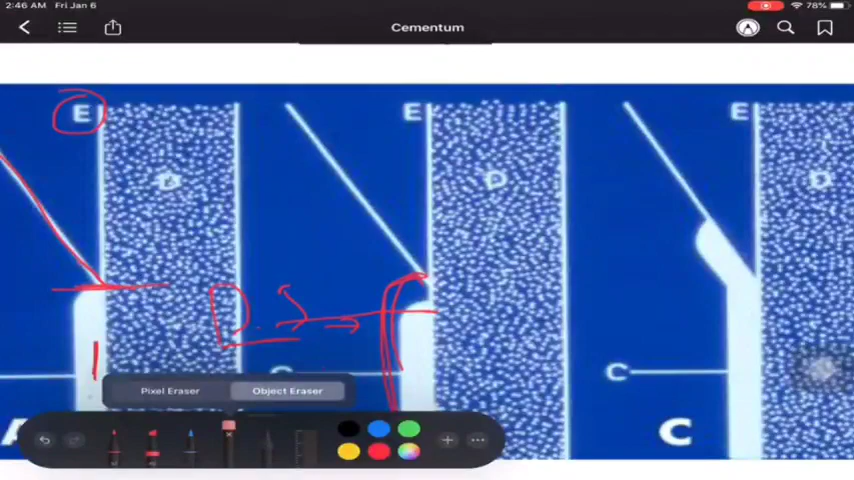 2:46 AM Fri Jan 6
78%
Cementum
E E E
D D D
C C
Pixel Eraser Object Eraser
A C